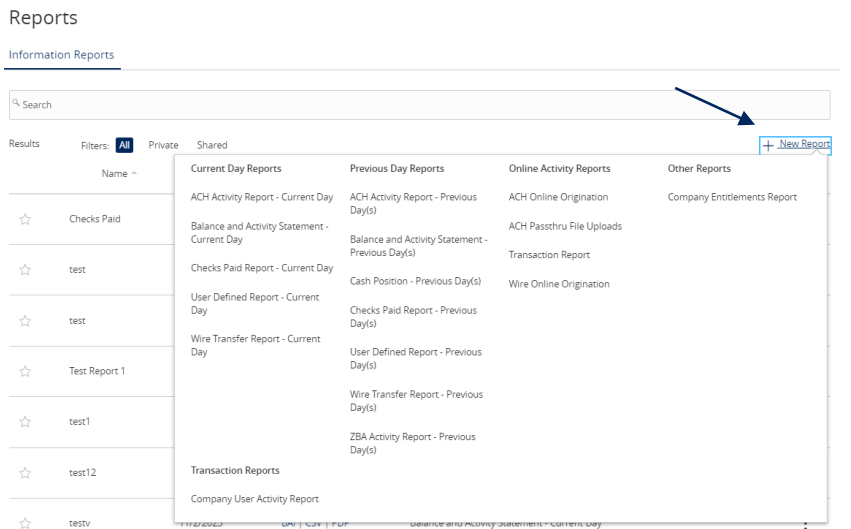 Reports
Information Reports
Search
Results Filters: All Private Shared + New Report
Name
Checks Paid
test
test
Test Report 1
test1
test12
testv 11/2/2023 BAI | CSV | PDF Balance and Activity Statement - Current Day
Current Day Reports
ACH Activity Report - Current Day
Balance and Activity Statement -
Current Day
Checks Paid Report - Current Day
User Defined Report - Current
Day
Wire Transfer Report - Current
Day
Previous Day Reports
ACH Activity Report - Previous
Day(s)
Balance and Activity Statement -
Previous Day(s)
Cash Position - Previous Day(s)
Checks Paid Report - Previous
Day(s)
User Defined Report - Previous
Day(s)
Wire Transfer Report - Previous
Day(s)
ZBA Activity Report - Previous
Day(s)
Online Activity Reports
ACH Online Origination
ACH Passthru File Uploads
Transaction Report
Wire Online Origination
Other Reports
Company Entitlements Report
Transaction Reports
Company User Activity Report